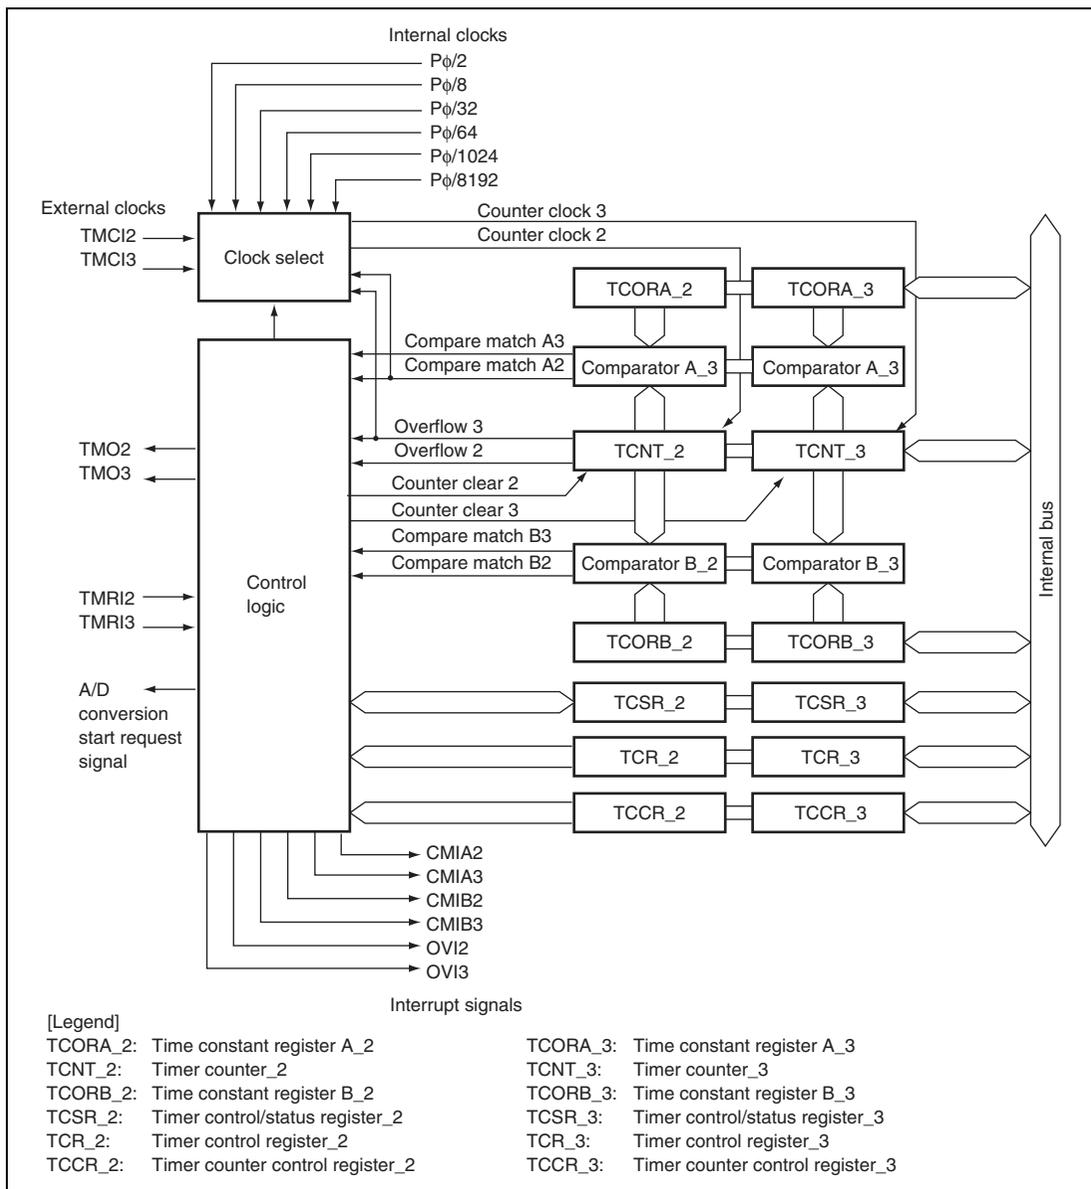 Internal clocks
Pϕ/2
Pϕ/8
Pϕ/32
Pϕ/64
Pϕ/1024
Pϕ/8192
External clocks
TMCI2
TMCI3
Clock select
Counter clock 3
Counter clock 2
TCORA_2
TCORA_3
Compare match A3
Compare match A2
Comparator A_3
Comparator A_3
Overflow 3
Overflow 2
TCNT_2
TCNT_3
TMO2
TMO3
Counter clear 2
Counter clear 3
Compare match B3
Compare match B2
Comparator B_2
Comparator B_3
Control
logic
TMRI2
TMRI3
TCORB_2
TCORB_3
A/D
conversion
start request
signal
TCSR_2
TCSR_3
TCR_2
TCR_3
TCCR_2
TCCR_3
Internal bus
CMIA2
CMIA3
CMIB2
CMIB3
OVI2
OVI3
Interrupt signals
[Legend]
TCORA_2: Time constant register A_2
TCNT_2: Timer counter_2
TCORB_2: Time constant register B_2
TCSR_2: Timer control/status register_2
TCR_2: Timer control register_2
TCCR_2: Timer counter control register_2
TCORA_3: Time constant register A_3
TCNT_3: Timer counter_3
TCORB_3: Time constant register B_3
TCSR_3: Timer control/status register_3
TCR_3: Timer control register_3
TCCR_3: Timer counter control register_3